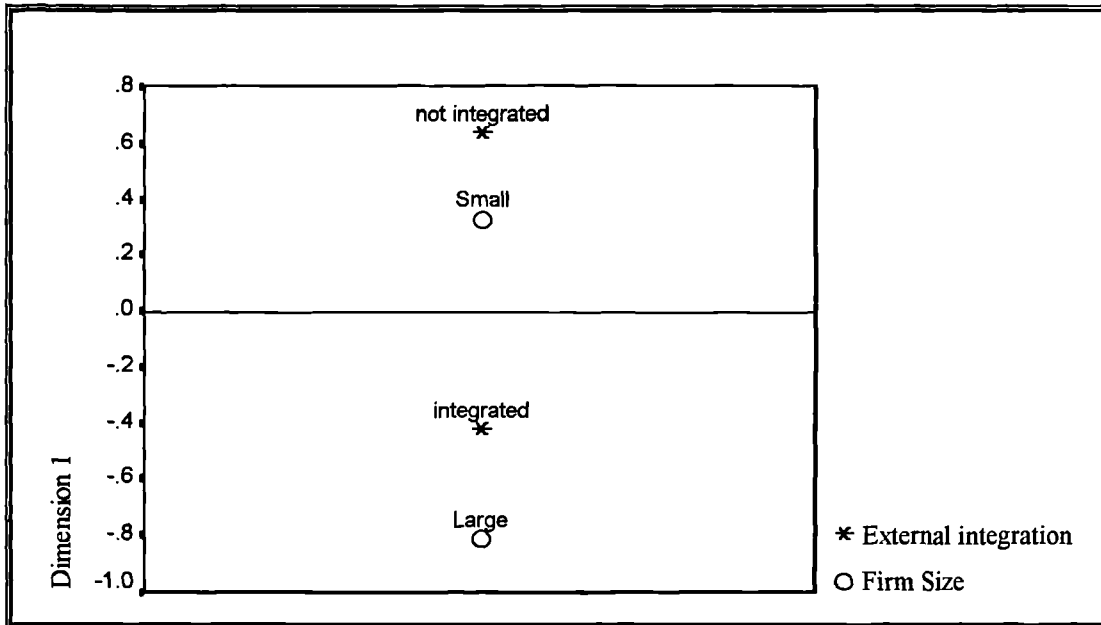 .8
not integrated
.6
.4
Small
.2
.0
-.2
integrated
-.4
-.6
Large
-.8
-1.0
Dimension 1
* External integration
O Firm Size